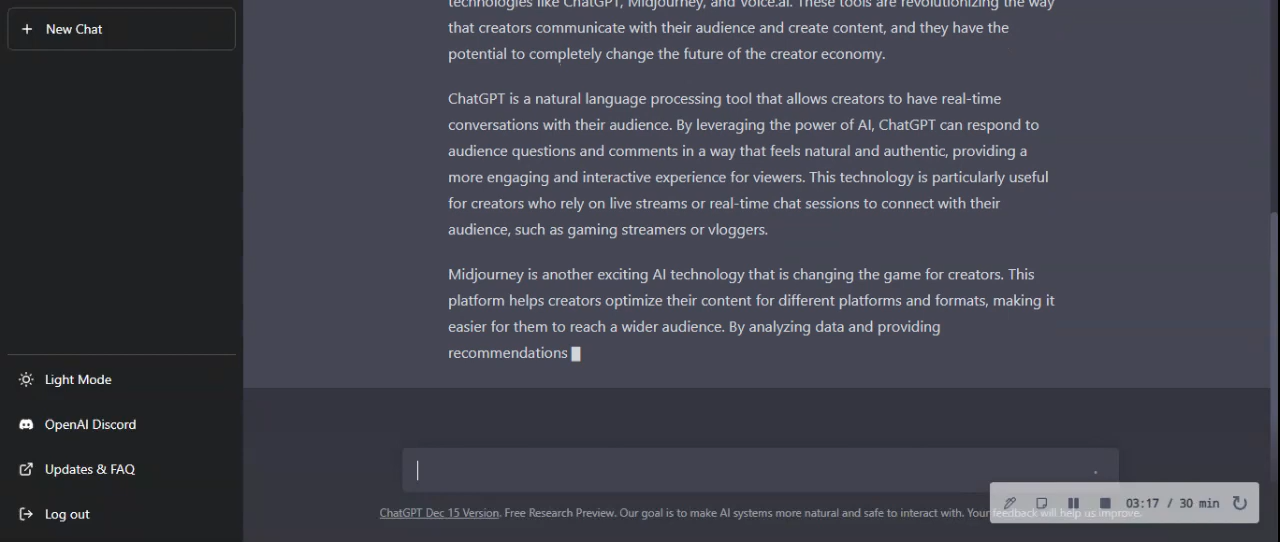 New Chat
technologies like ChatGPT, Midjourney, and Voice.ai. These tools are revolutionizing the way
that creators communicate with their audience and create content, and they have the
potential to completely change the future of the creator economy.
ChatGPT is a natural language processing tool that allows creators to have real-time
conversations with their audience. By leveraging the power of AI, ChatGPT can respond to
audience questions and comments in a way that feels natural and authentic, providing a
more engaging and interactive experience for viewers. This technology is particularly useful
for creators who rely on live streams or real-time chat sessions to connect with their
audience, such as gaming streamers or vloggers.
Midjourney is another exciting AI technology that is changing the game for creators. This
platform helps creators optimize their content for different platforms and formats, making it
easier for them to reach a wider audience. By analyzing data and providing
recommendations
Light Mode
OpenAI Discord
Updates & FAQ
Log out
ChatGPT Dec 15 Version. Free Research Preview. Our goal is to make AI systems more natural and safe to interact with. Your feedback will help us improve.
03:17 / 30 min